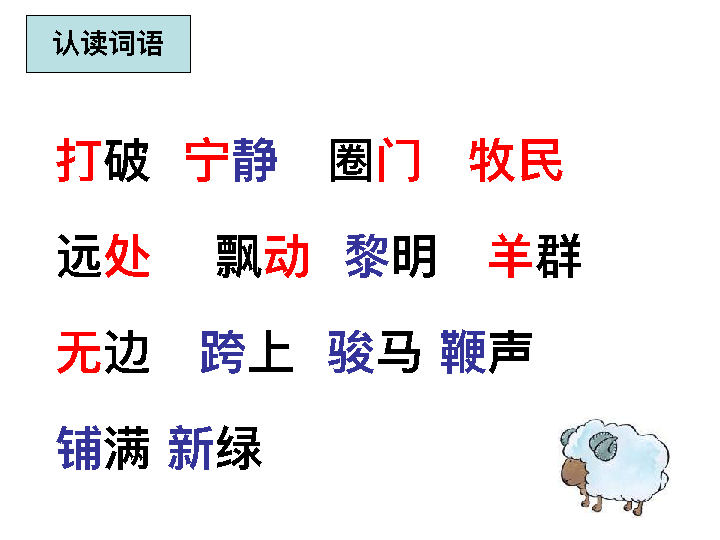 认读词语
打破 宁静 圈门 牧民
远处 飘动 黎明 羊群
无边 跨上 骏马 鞭声
铺满 新绿